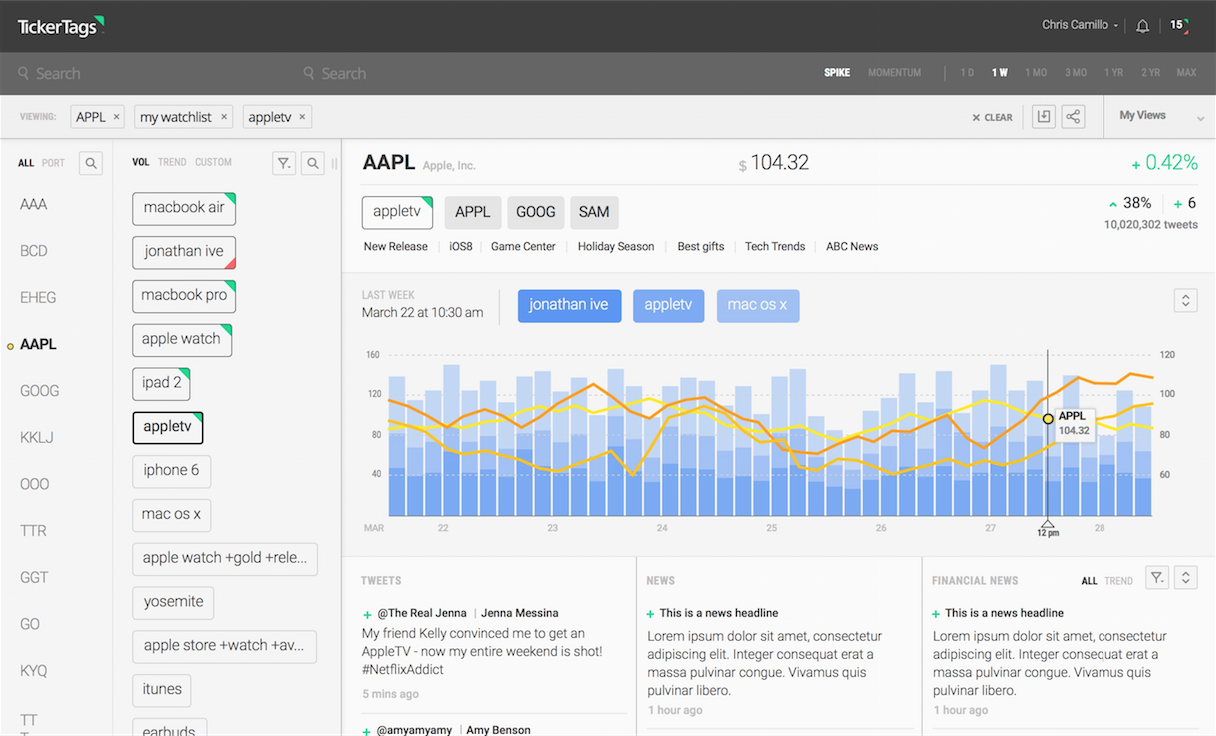 TickerTags
Chris Camillo
15
Search
Search
SPIKE MOMENTUM 1 D 1 W 1 MO 3 MO 1 YR 2 YR MAX
VIEWING: APPL × my watchlist × appletv ×
× CLEAR
My Views
ALL PORT
AAA
BCD
EHEG
AAPL
GOOG
KKLJ
OOO
TTR
GGT
GO
KYQ
TT
VOL TREND CUSTOM
macbook air
jonathan ive
macbook pro
apple watch
ipad 2
appletv
iphone 6
mac os x
apple watch +gold +rele...
yosemite
apple store +watch +av...
itunes
earbuds
AAPL Apple, Inc.
$ 104.32
+ 0.42%
appletv APPL GOOG SAM
38% + 6
10,020,302 tweets
New Release iOS8 Game Center Holiday Season Best gifts Tech Trends ABC News
LAST WEEK
March 22 at 10:30 am
jonathan ive appletv mac os x
160 120
120 100
80 80
40 60
APPL
104.32
MAR 22 23 24 25 26 27 28
12 pm
TWEETS
+ @The Real Jenna | Jenna Messina
My friend Kelly convinced me to get an
AppleTV - now my entire weekend is shot!
#NetflixAddict
5 mins ago
+ @amyamyamy | Amy Benson
NEWS
+ This is a news headline
Lorem ipsum dolor sit amet, consectetur
adipiscing elit. Integer consequat erat a
massa pulvinar congue. Vivamus quis
pulvinar libero.
1 hour ago
FINANCIAL NEWS
ALL TREND
+ This is a news headline
Lorem ipsum dolor sit amet, consectetur
adipiscing elit. Integer consequat erat a
massa pulvinar congue. Vivamus quis
pulvinar libero.
1 hour ago